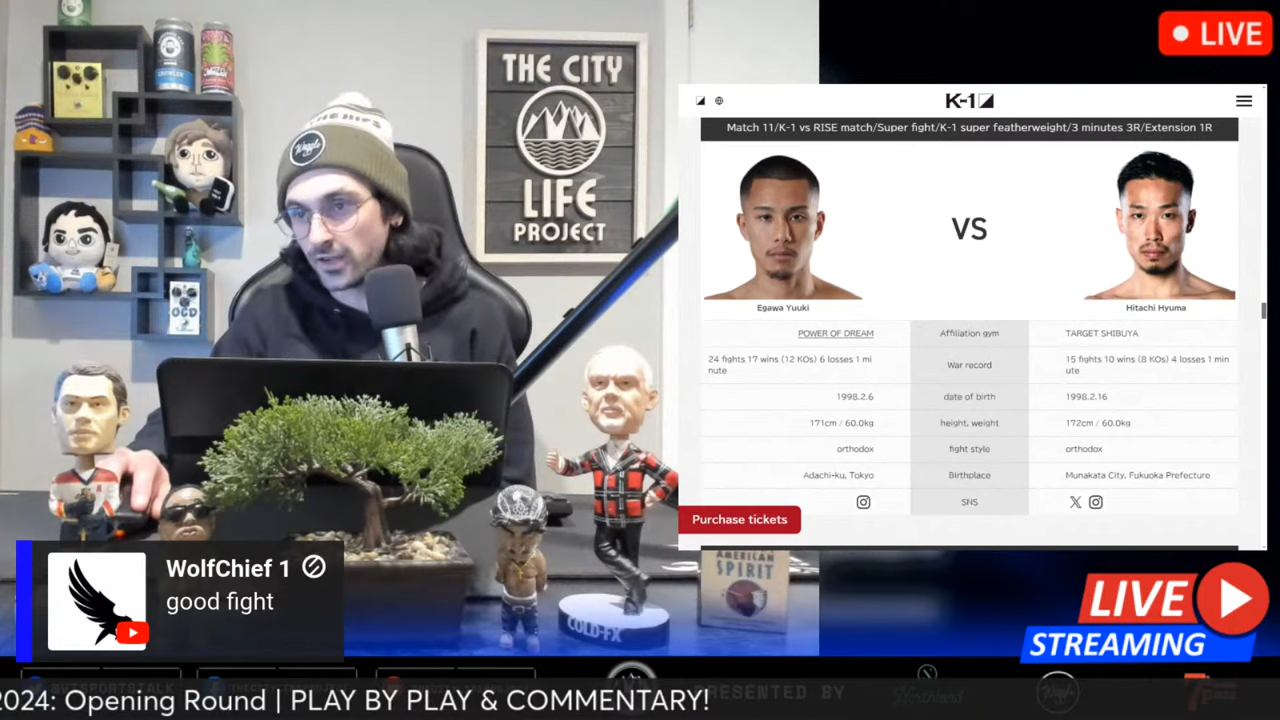 LIVE
THE CITY
LIFE
PROJECT
Waggle
OCD
K-1
Match 11/K-1 vs RISE match/Super fight/K-1 super featherweight/3 minutes 3R/Extension 1R
VS
Egawa Yuuki
Hitachi Hyuma
POWER OF DREAM
Affiliation gym
TARGET SHIBUYA
24 fights 17 wins (12 KOs) 6 losses 1 mi
nute
War record
15 fights 10 wins (8 KOs) 4 losses 1 min
ute
1998.2.6
date of birth
1998.2.16
171cm / 60.0kg
height, weight
172cm / 60.0kg
orthodox
fight style
orthodox
Adachi-ku, Tokyo
Birthplace
Munakata City, Fukuoka Prefecture
SNS
Purchase tickets
AMERICAN
SPIRIT
COLD-FX
WolfChief 1
good fight
LIVE
STREAMING
PRESENTED BY
Northland
Waggle
2024: Opening Round | PLAY BY PLAY & COMMENTARY!